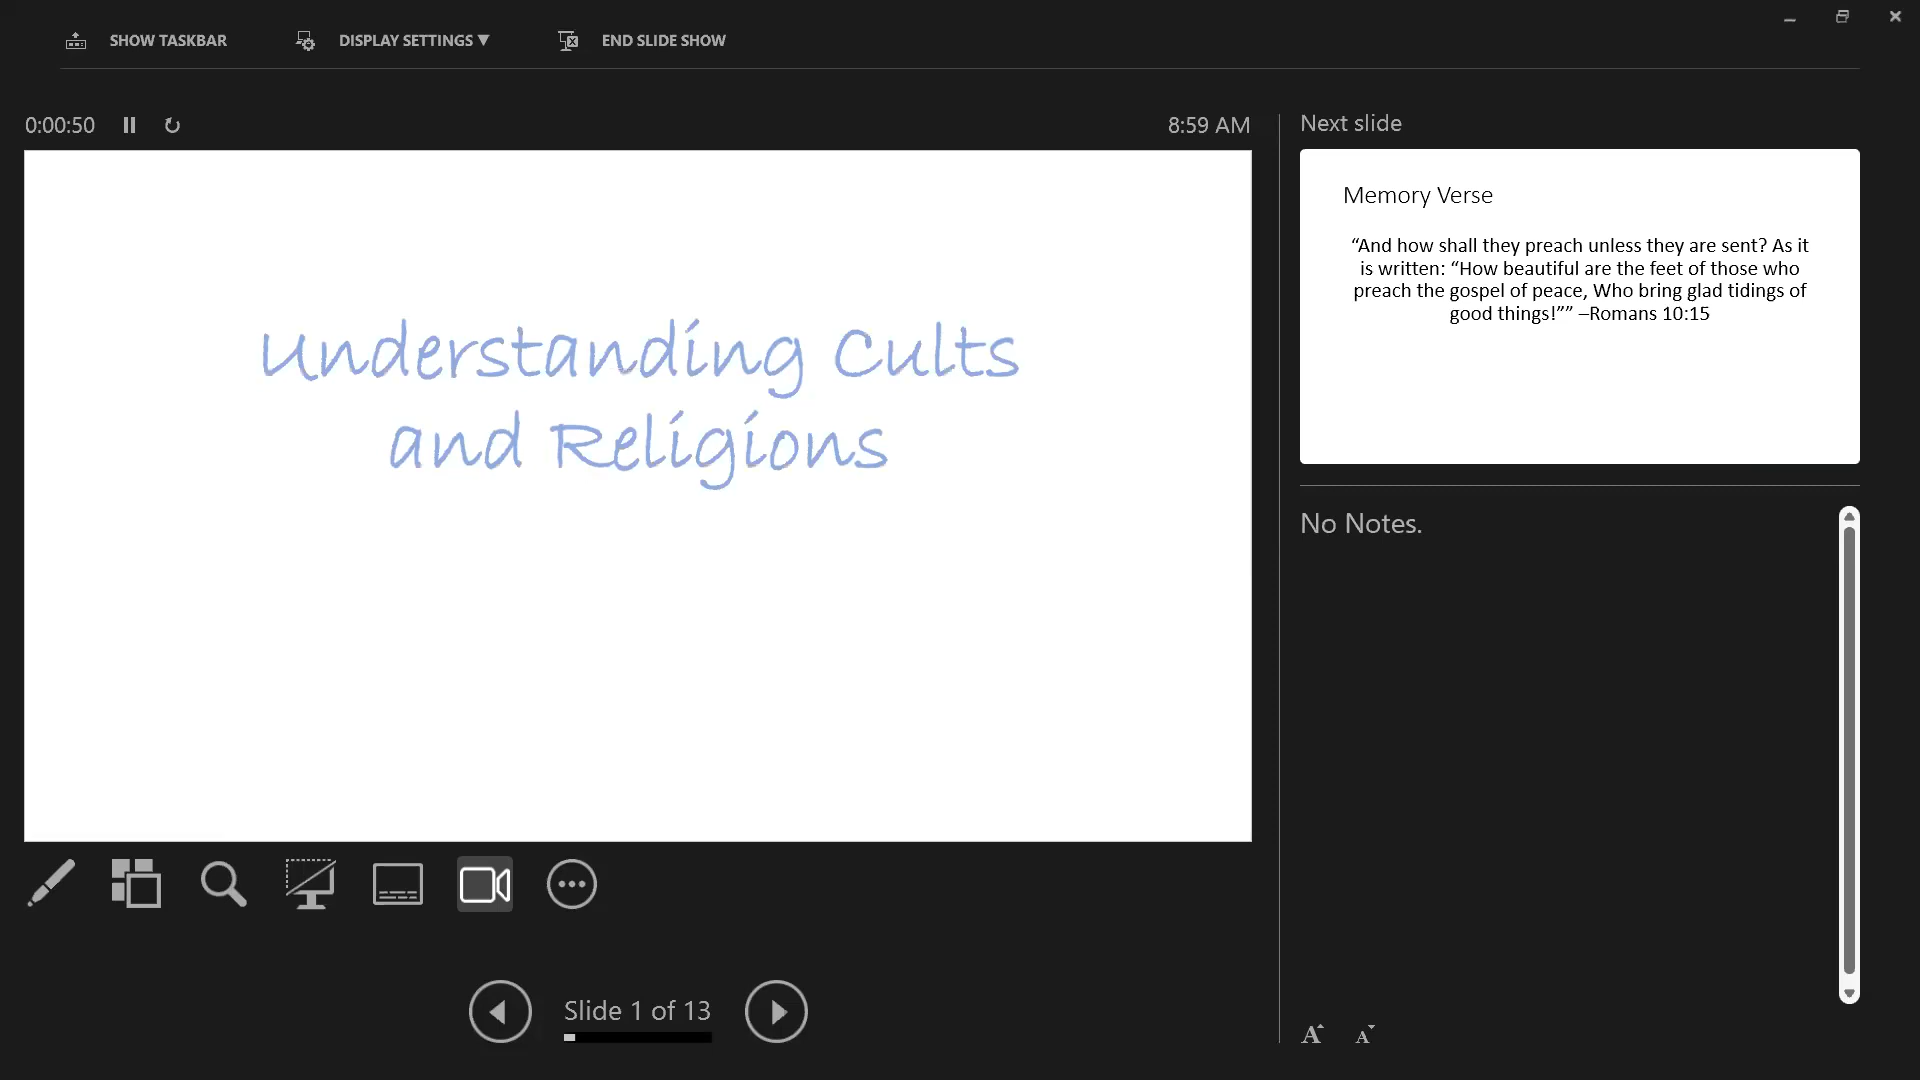 SHOW TASKBAR
DISPLAY SETTINGS ▼
END SLIDE SHOW
0:00:50
8:59 AM
Understanding Cults
and Religions
Slide 1 of 13
Next slide
Memory Verse
“And how shall they preach unless they are sent? As it
is written: “How beautiful are the feet of those who
preach the gospel of peace, Who bring glad tidings of
good things!”” –Romans 10:15
No Notes.
A A